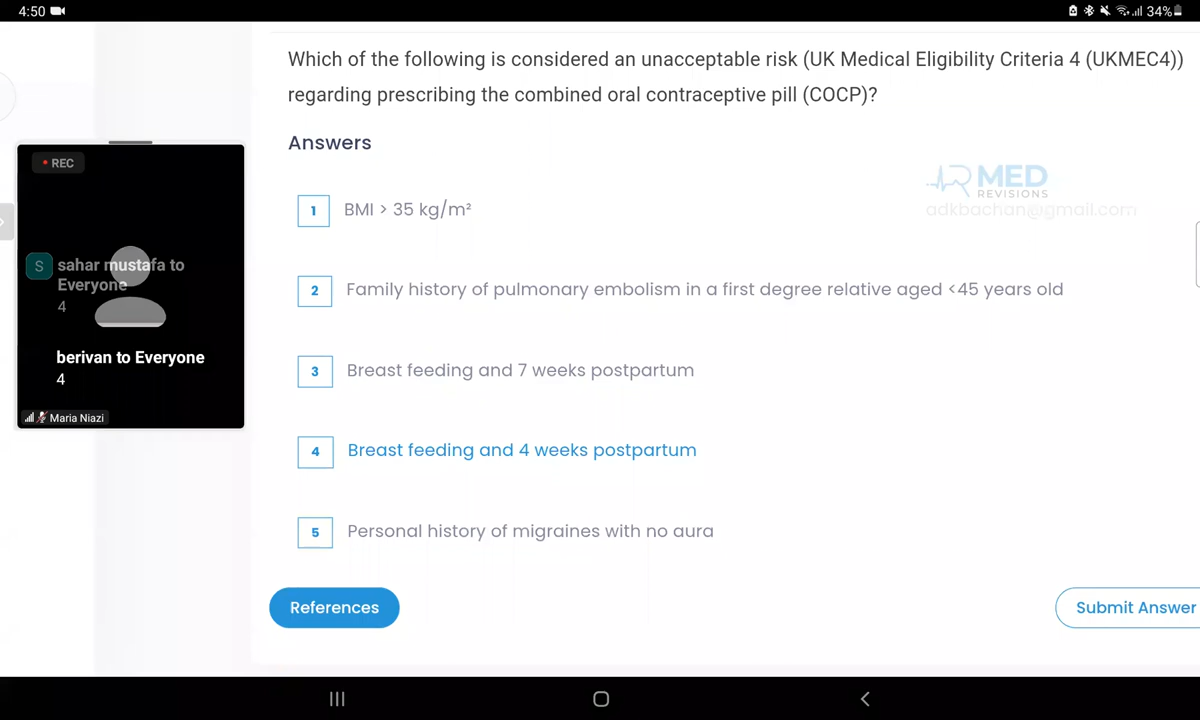 4:50
34%
Which of the following is considered an unacceptable risk (UK Medical Eligibility Criteria 4 (UKMEC4))
regarding prescribing the combined oral contraceptive pill (COCP)?
Answers
REC
MED
REVISIONS
adkbachan@gmail.com
1 BMI > 35 kg/m²
S sahar mustafa to
Everyone
4
2 Family history of pulmonary embolism in a first degree relative aged <45 years old
berivan to Everyone
4
3 Breast feeding and 7 weeks postpartum
Maria Niazi
4 Breast feeding and 4 weeks postpartum
5 Personal history of migraines with no aura
References
Submit Answer